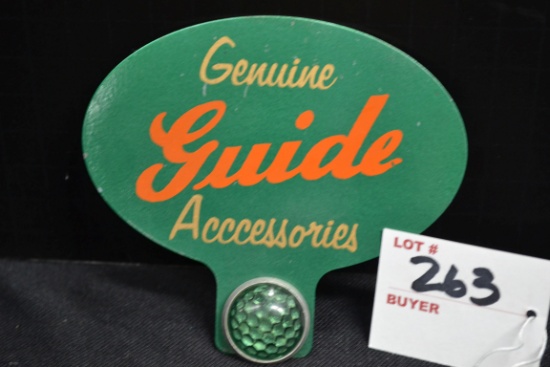 Genuine
Guide
Acccessories
LOT #
263
BUYER